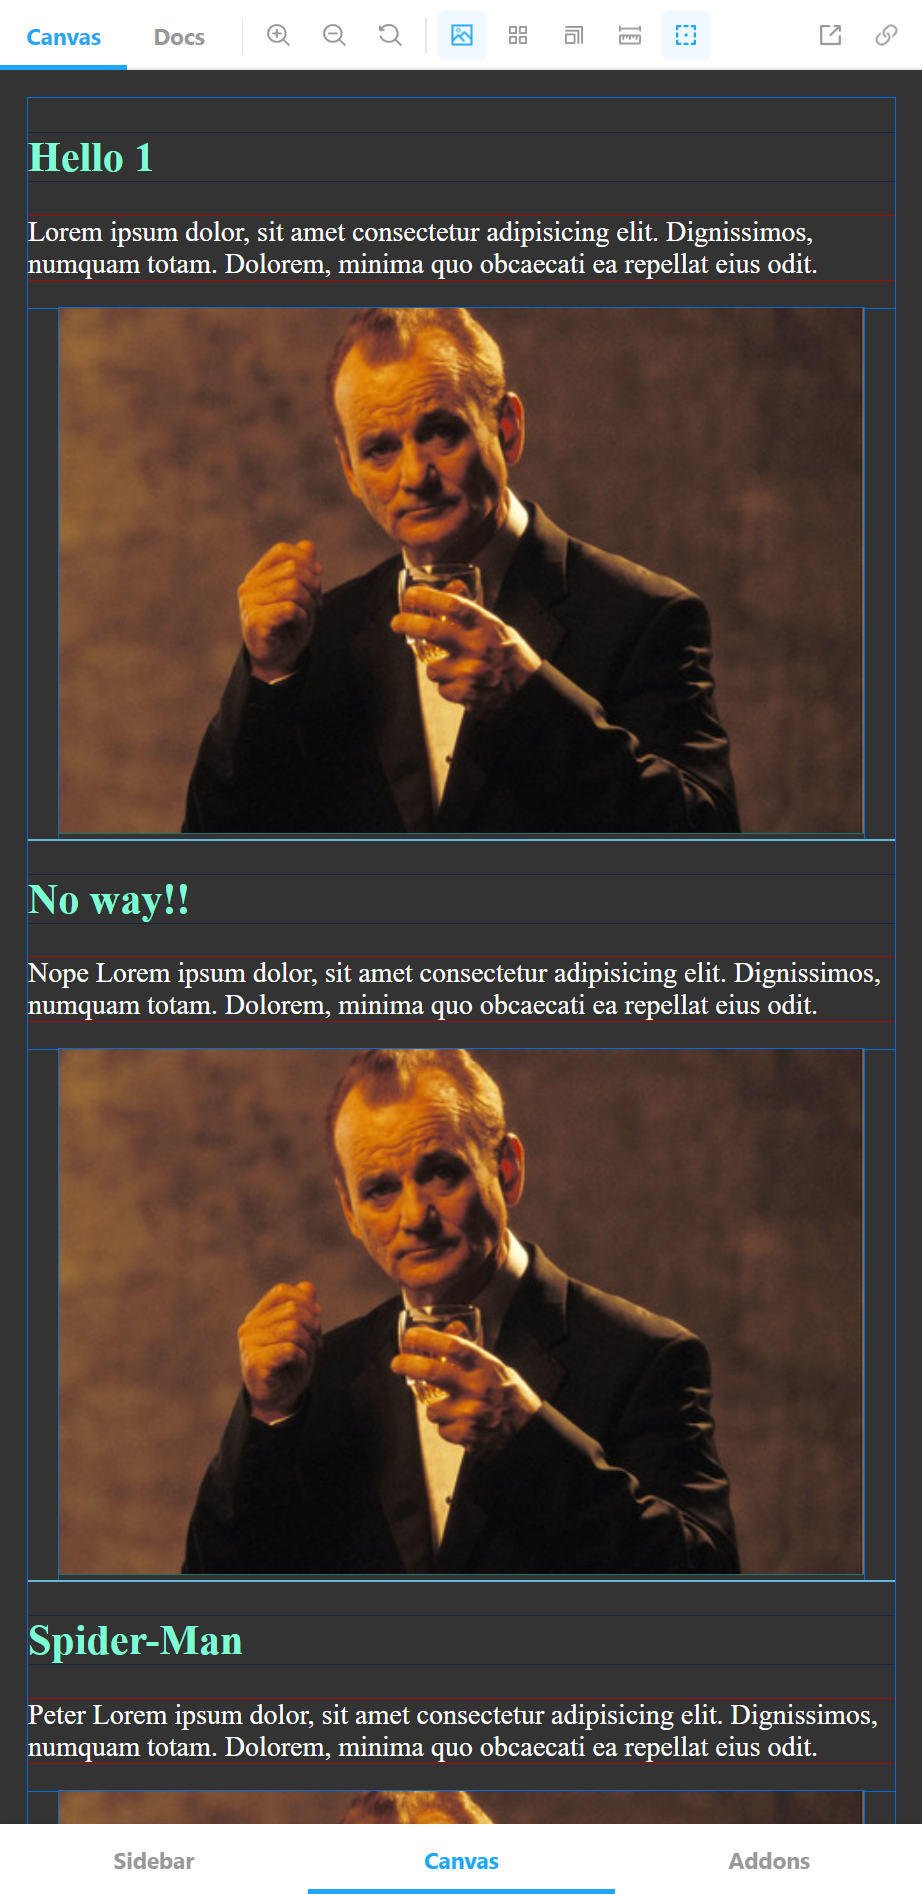 Canvas Docs
Hello 1
Lorem ipsum dolor, sit amet consectetur adipisicing elit. Dignissimos,
numquam totam. Dolorem, minima quo obcaecati ea repellat eius odit.
No way!!
Nope Lorem ipsum dolor, sit amet consectetur adipisicing elit. Dignissimos,
numquam totam. Dolorem, minima quo obcaecati ea repellat eius odit.
Spider-Man
Peter Lorem ipsum dolor, sit amet consectetur adipisicing elit. Dignissimos,
numquam totam. Dolorem, minima quo obcaecati ea repellat eius odit.
Sidebar Canvas Addons